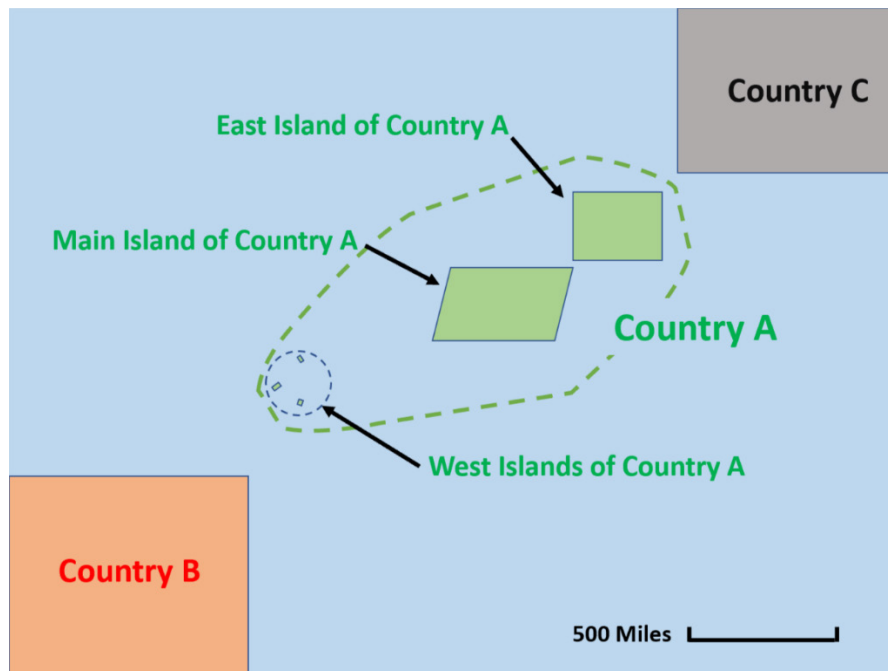 Country C
East Island of Country A
Main Island of Country A
Country A
West Islands of Country A
Country B
500 Miles